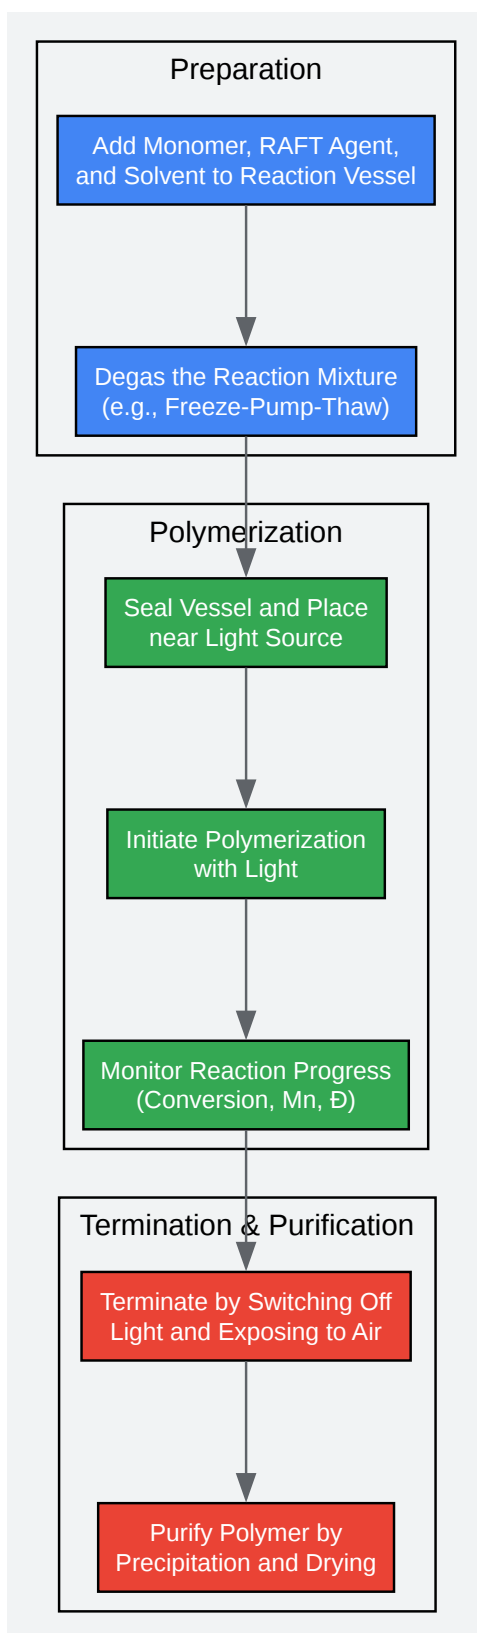 Preparation
Add Monomer, RAFT Agent,
and Solvent to Reaction Vessel
Degas the Reaction Mixture
(e.g., Freeze-Pump-Thaw)
Polymerization
Seal Vessel and Place
near Light Source
Initiate Polymerization
with Light
Monitor Reaction Progress
(Conversion, Mn, Đ)
Termination & Purification
Terminate by Switching Off
Light and Exposing to Air
Purify Polymer by
Precipitation and Drying